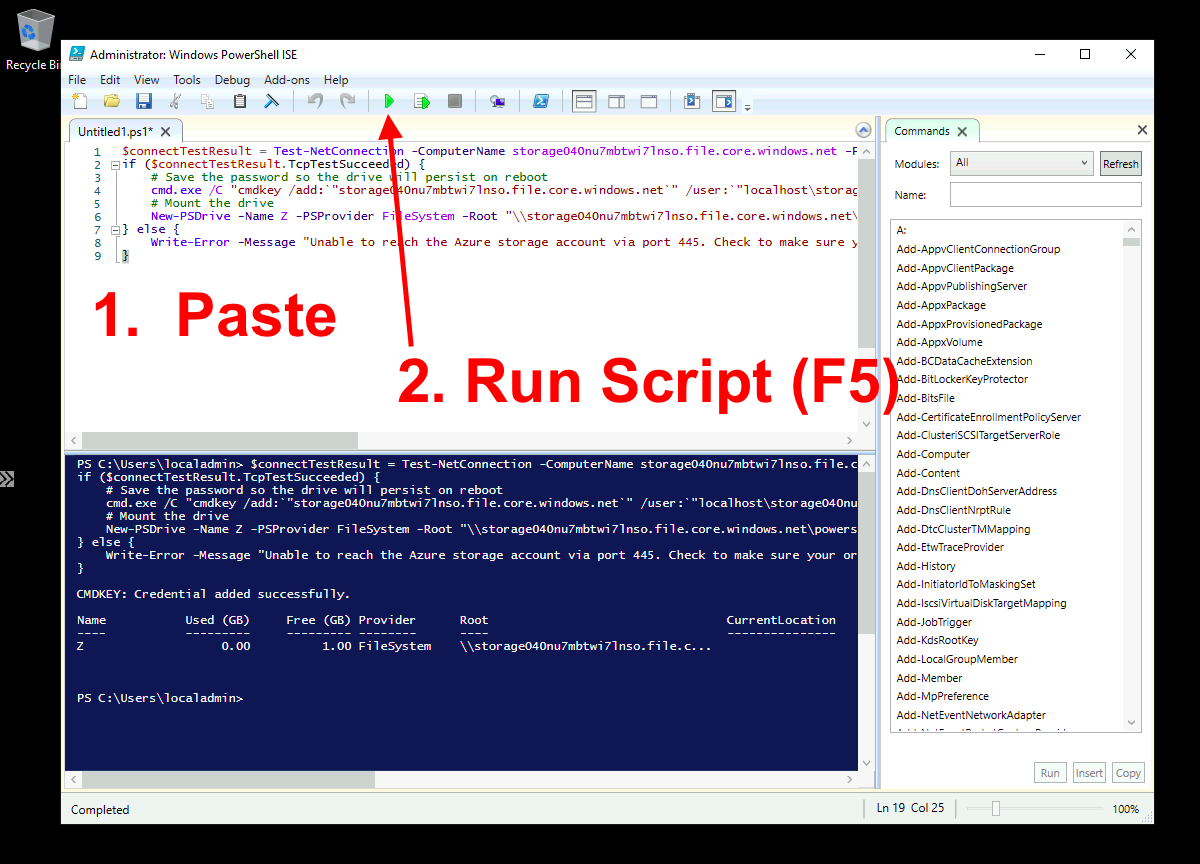 Recycle Bi
Administrator: Windows PowerShell ISE
File Edit View Tools Debug Add-ons Help
Untitled1.ps1*
1 $connectTestResult = Test-NetConnection -ComputerName storage040nu7mbtwi7lnso.file.core.windows.net -P
2 if ($connectTestResult.TcpTestSucceeded) {
3 # Save the password so the drive will persist on reboot
4 cmd.exe /C "cmdkey /add:`"storage040nu7mbtwi7lnso.file.core.windows.net`" /user:`"localhost\storag
5 # Mount the drive
6 New-PSDrive -Name Z -PSProvider FileSystem -Root "\\storage040nu7mbtwi7lnso.file.core.windows.net\
7 } else {
8 Write-Error -Message "Unable to reach the Azure storage account via port 445. Check to make sure y
9 }
1. Paste
2. Run Script (F5)
PS C:\Users\localadmin> $connectTestResult = Test-NetConnection -ComputerName storage040nu7mbtwi7lnso.file.c
if ($connectTestResult.TcpTestSucceeded) {
# Save the password so the drive will persist on reboot
cmd.exe /C "cmdkey /add:`"storage040nu7mbtwi7lnso.file.core.windows.net`" /user:`"localhost\storage040nu
# Mount the drive
New-PSDrive -Name Z -PSProvider FileSystem -Root "\\storage040nu7mbtwi7lnso.file.core.windows.net\powers
} else {
Write-Error -Message "Unable to reach the Azure storage account via port 445. Check to make sure your or
}
CMDKEY: Credential added successfully.
Name Used (GB) Free (GB) Provider Root CurrentLocation
---- --------- --------- -------- ---- ---------------
Z 0.00 1.00 FileSystem \\storage040nu7mbtwi7lnso.file.c...
PS C:\Users\localadmin>
Commands
Modules: All Refresh
Name:
A:
Add-AppvClientConnectionGroup
Add-AppvClientPackage
Add-AppvPublishingServer
Add-AppxPackage
Add-AppxProvisionedPackage
Add-AppxVolume
Add-BCDataCacheExtension
Add-BitLockerKeyProtector
Add-BitsFile
Add-CertificateEnrollmentPolicyServer
Add-ClusteriSCSITargetServerRole
Add-Computer
Add-Content
Add-DnsClientDohServerAddress
Add-DnsClientNrptRule
Add-DtcClusterTMMapping
Add-EtwTraceProvider
Add-History
Add-InitiatorIdToMaskingSet
Add-IscsiVirtualDiskTargetMapping
Add-JobTrigger
Add-KdsRootKey
Add-LocalGroupMember
Add-Member
Add-MpPreference
Add-NetEventNetworkAdapter
Run Insert Copy
Completed
Ln 19 Col 25
100%